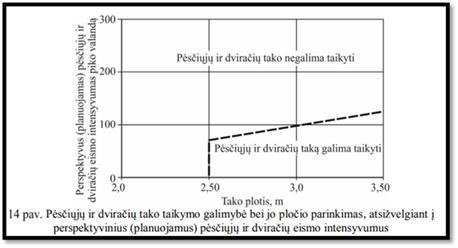 Perspektyvus (planuojamas) pėsčiųjų ir
dviračių eismo intensyvumas piko valandą
300
200
100
0
Pėsčiųjų ir dviračių tako negalima taikyti
Pėsčiųjų ir dviračių taką galima taikyti
2,0
2,50
3,0
3,50
Tako plotis, m
14 pav. Pėsčiųjų ir dviračių tako taikymo galimybė bei jo pločio parinkimas, atsižvelgiant į
perspektyvinius (planuojamus) pėsčiųjų ir dviračių eismo intensyvumus